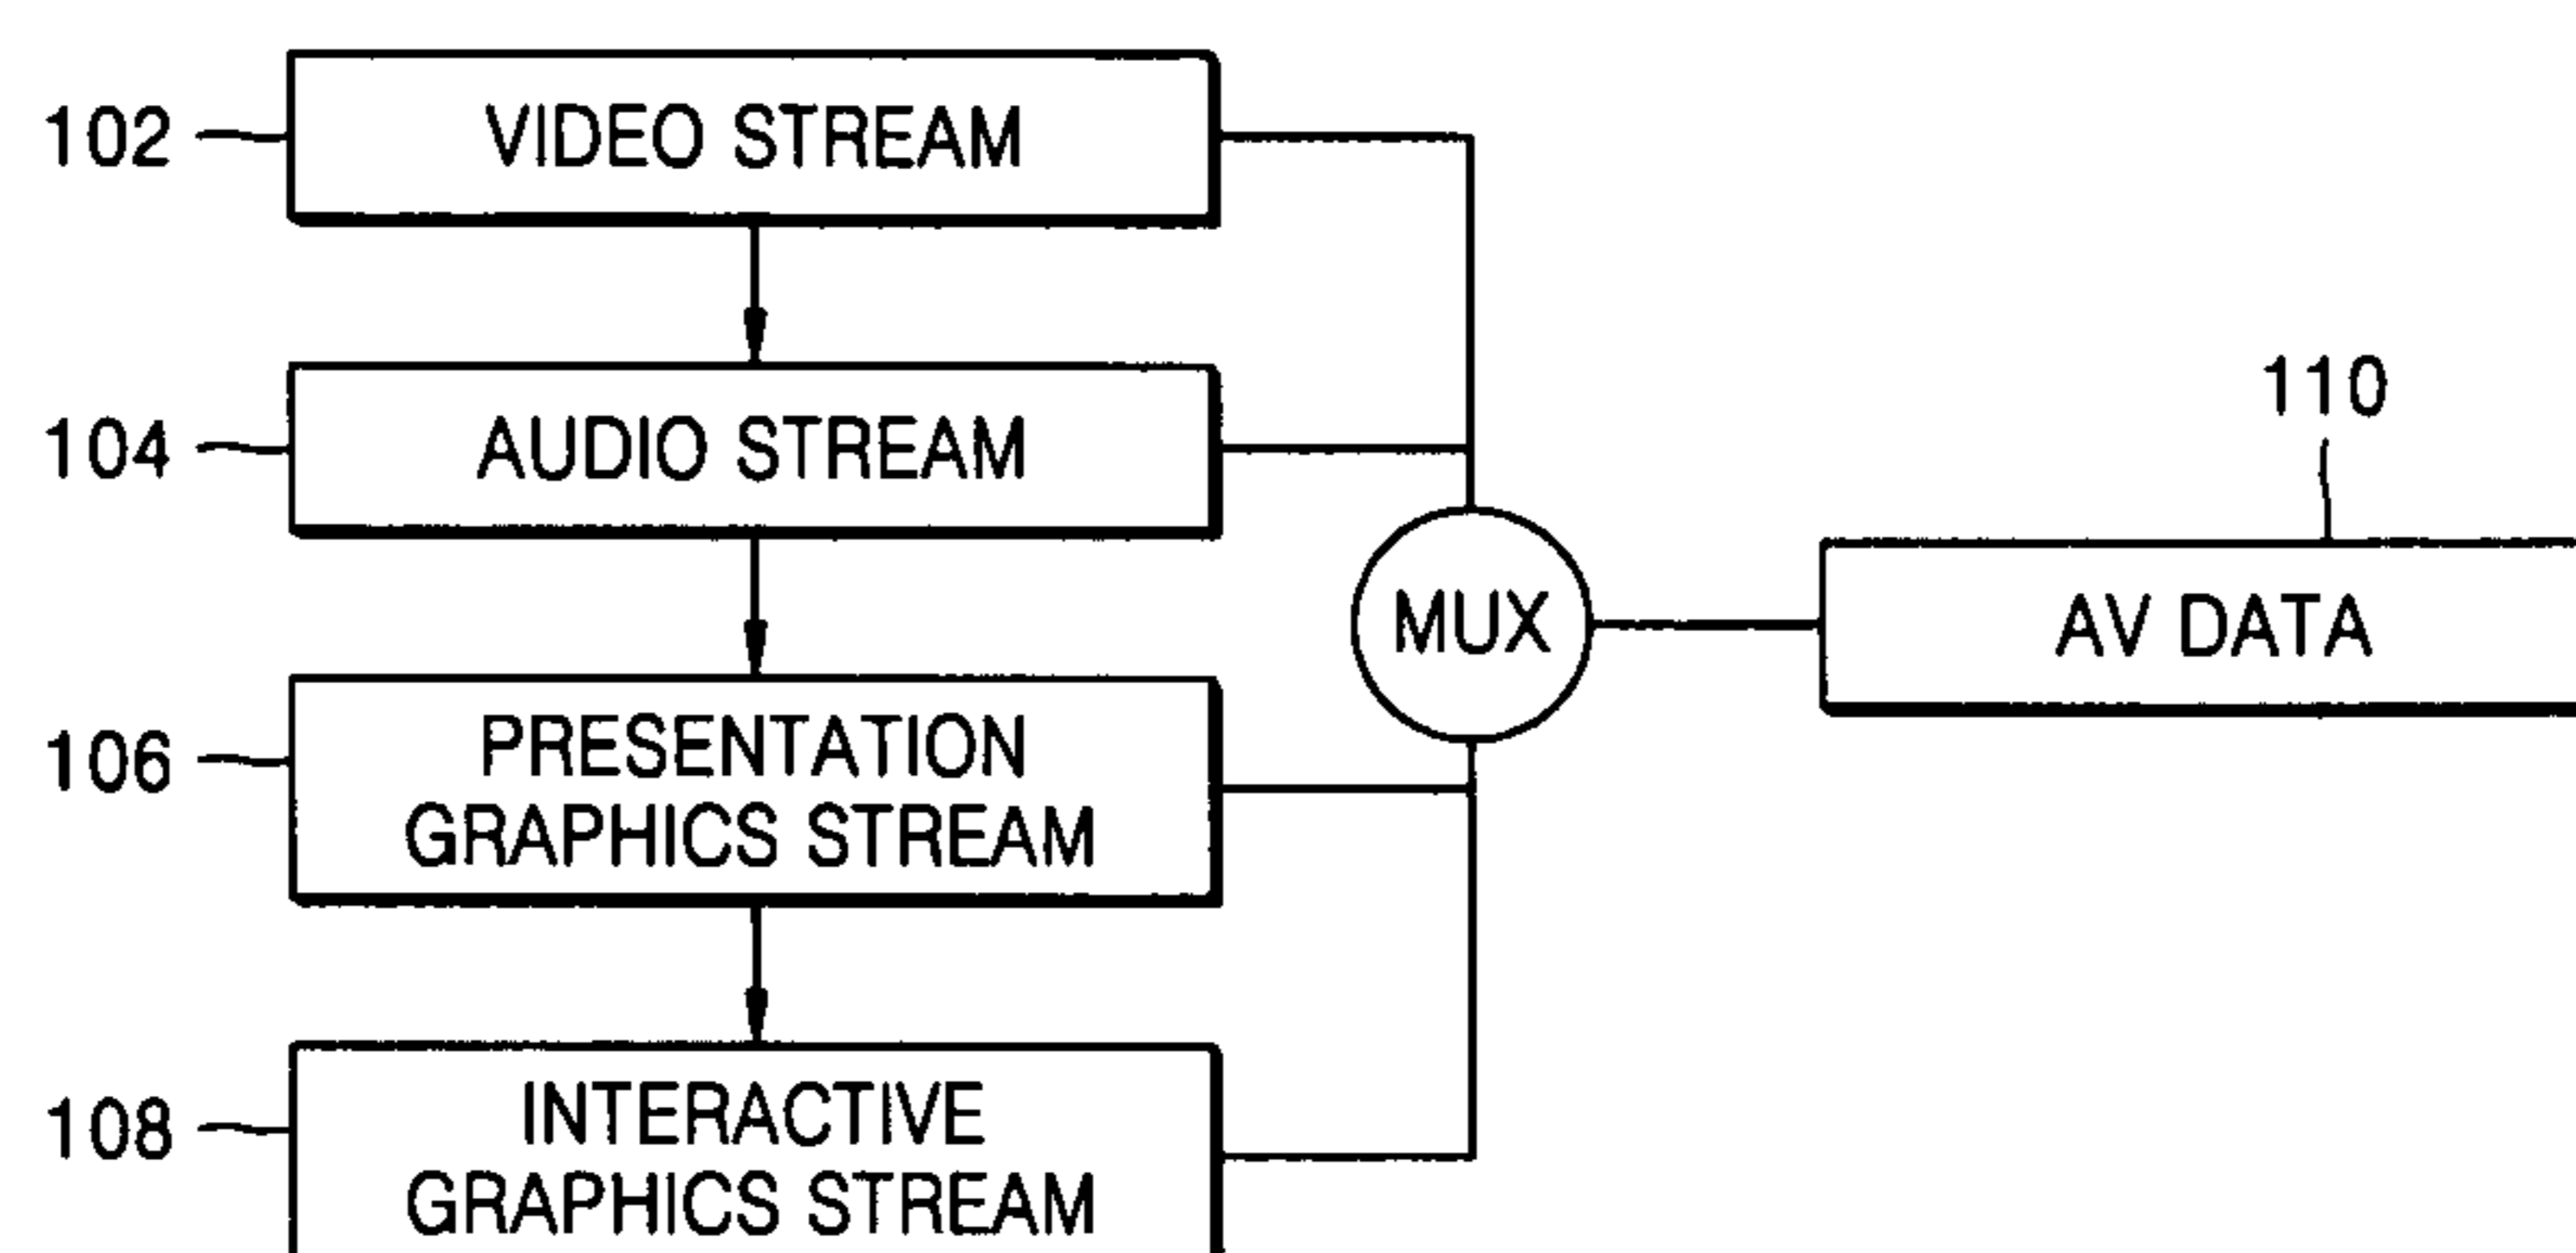 102
VIDEO STREAM
104
AUDIO STREAM
110
MUX
AV DATA
106
PRESENTATION
GRAPHICS STREAM
108
INTERACTIVE
GRAPHICS STREAM